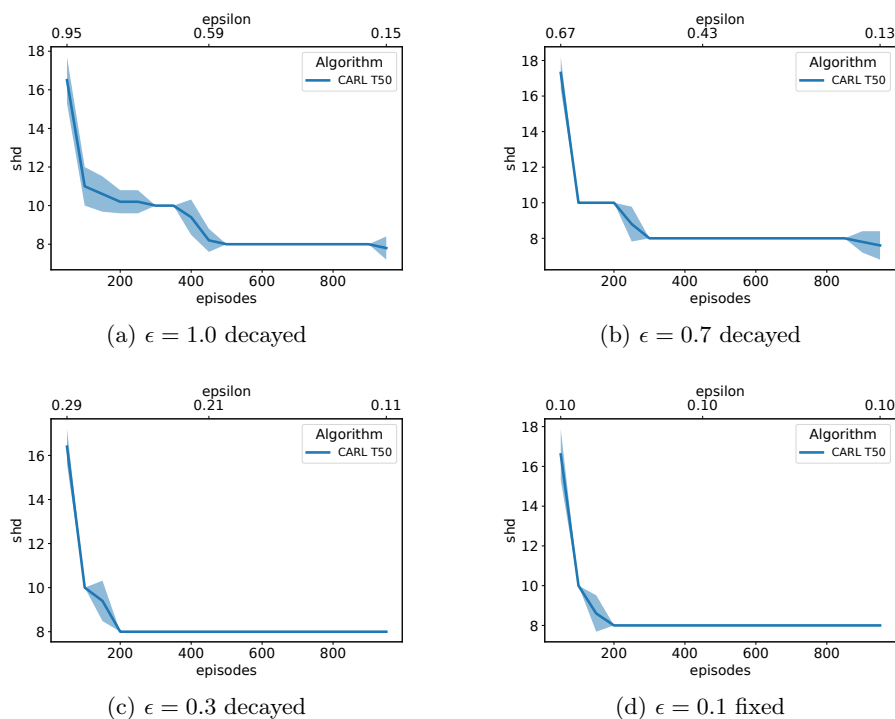 epsilon
0.95 0.59 0.15
18
16
14
12
10
8
shd
Algorithm
CARL T50
200 400 600 800
episodes
(a) ϵ = 1.0 decayed
epsilon
0.67 0.43 0.13
18
16
14
12
10
8
shd
Algorithm
CARL T50
200 400 600 800
episodes
(b) ϵ = 0.7 decayed
epsilon
0.29 0.21 0.11
16
14
12
10
8
shd
Algorithm
CARL T50
200 400 600 800
episodes
(c) ϵ = 0.3 decayed
epsilon
0.10 0.10 0.10
18
16
14
12
10
8
shd
Algorithm
CARL T50
200 400 600 800
episodes
(d) ϵ = 0.1 fixed